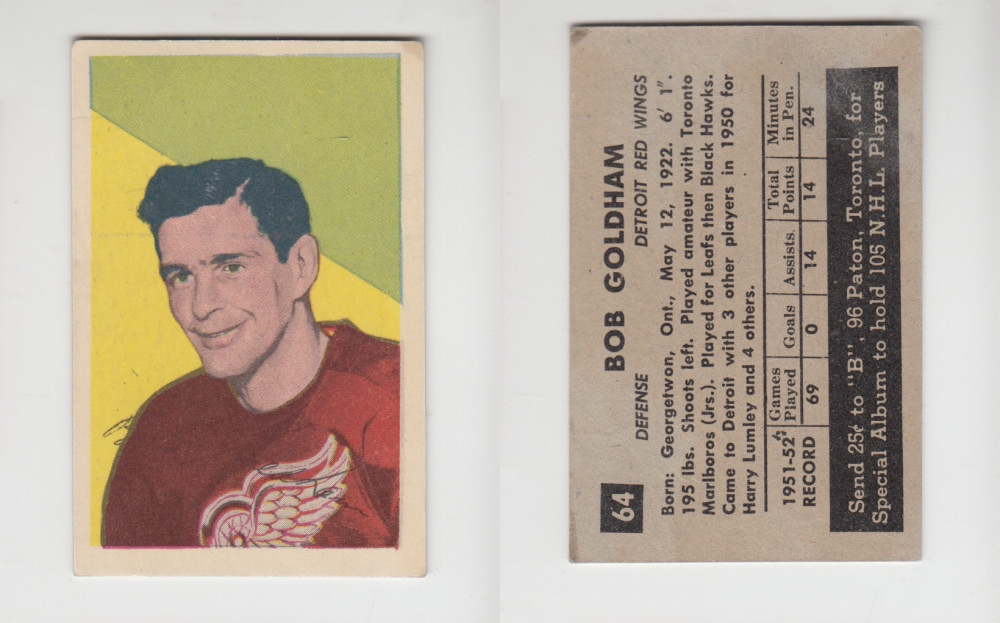 64
BOB GOLDHAM
DEFENSE DETROIT RED WINGS
Born: Georgetwon, Ont., May 12, 1922. 6' 1".
195 lbs. Shoots left. Played amateur with Toronto
Marlboros (Jrs.). Played for Leafs then Black Hawks.
Came to Detroit with 3 other players in 1950 for
Harry Lumley and 4 others.
1951-52 RECORD
Games Played Goals Assists. Total Points Minutes in Pen.
69 0 14 14 24
Send 25¢ to "B", 96 Paton, Toronto, for
Special Album to hold 105 N.H.L. Players